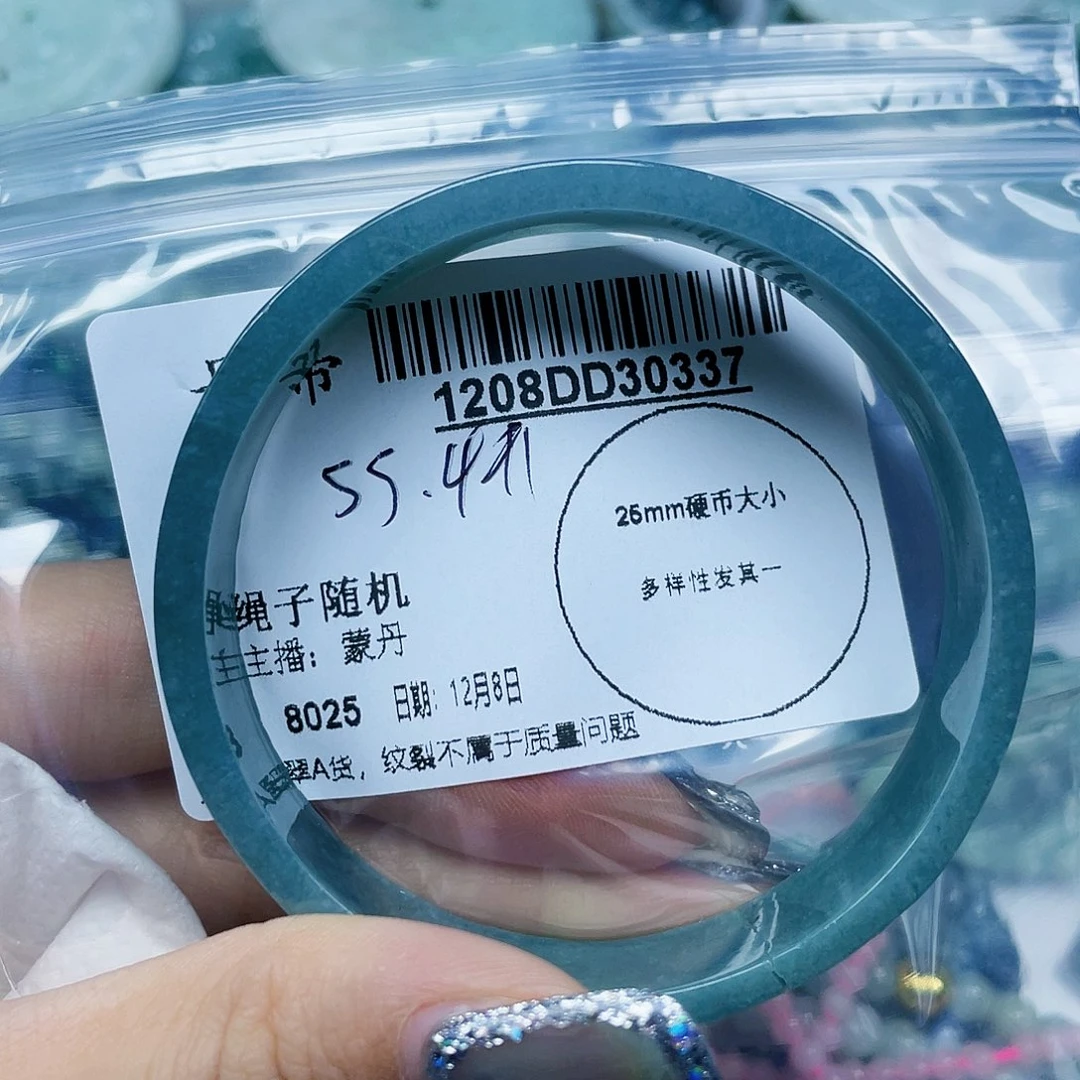 帝
1208DD30337
55.4
25mm硬币大小
多样性发其一
绳子随机
主播：蒙丹
8025 日期：12月8日
翠A货，纹裂不属于质量问题